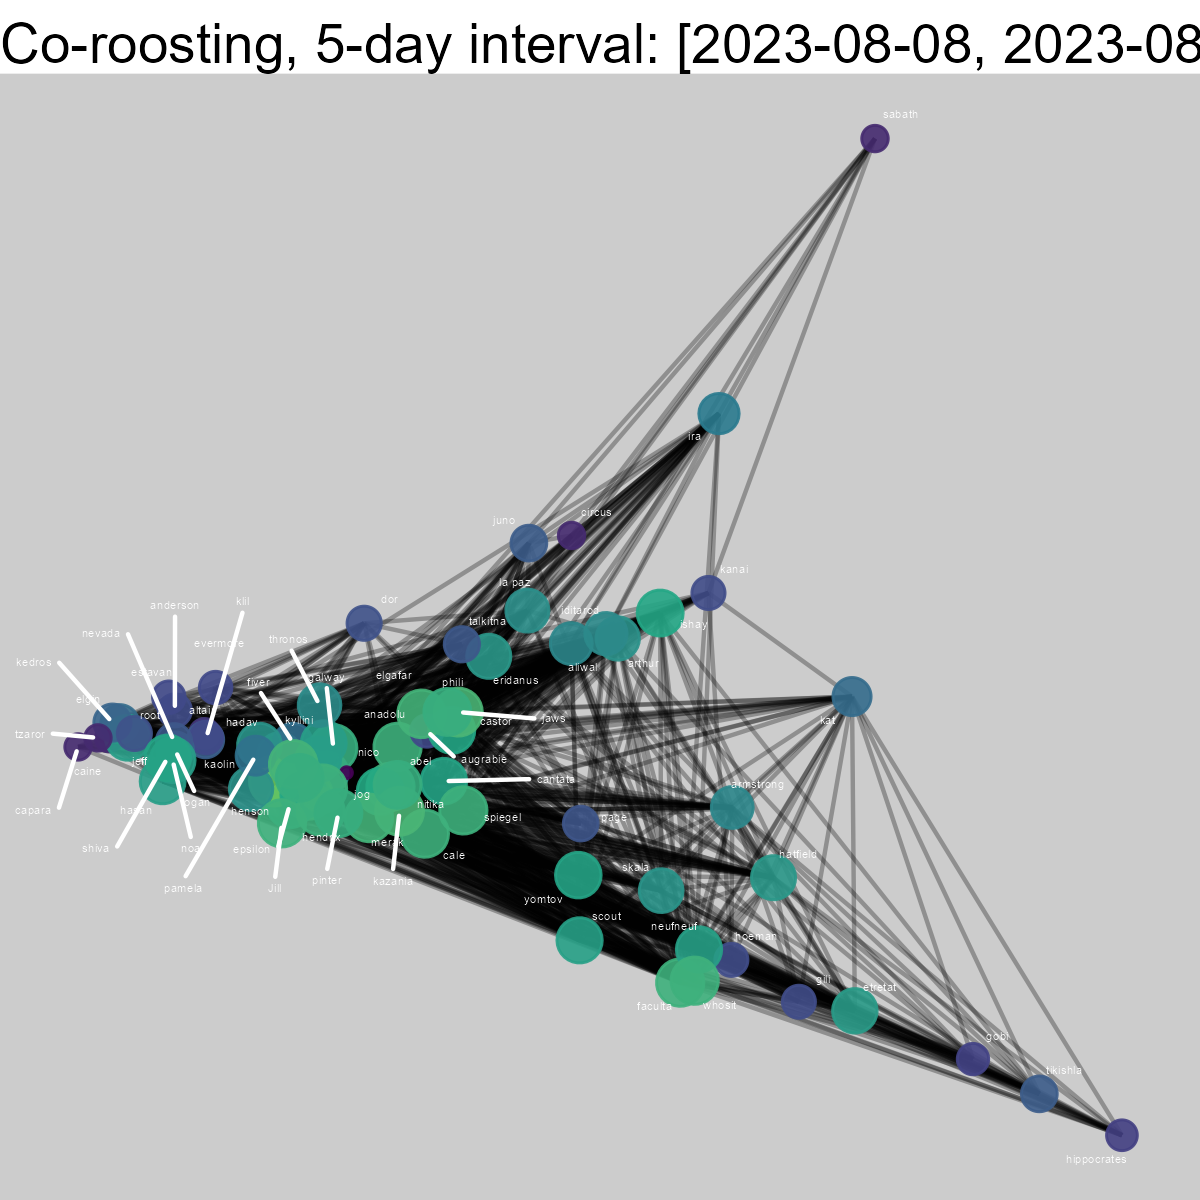 Co-roosting, 5-day interval: [2023-08-08, 2023-08
sabath
ira
circus
juno
kanai
la paz
dor
anderson
klil
iditarod
talkitna
ishay
nevada
evermore
thronos
kedros
arthur
aliwal
estavan
elgafar
galway
eridanus
fiver
phili
elgin
altair
root
anadolu
jaws
kat
hadav
kyllini
castor
tzaror
nico
augrabie
jeff
kaolin
abel
caine
cantata
armstrong
jog
nitika
capara
hasan
logan
henson
spiegel
page
hendrix
merak
shiva
noa
epsilon
cale
hatfield
skala
pamela
Jill
pinter
kazania
yomtov
scout
neufneuf
hoeman
gili
etretat
faculta
whosit
gobi
tikishla
hippocrates